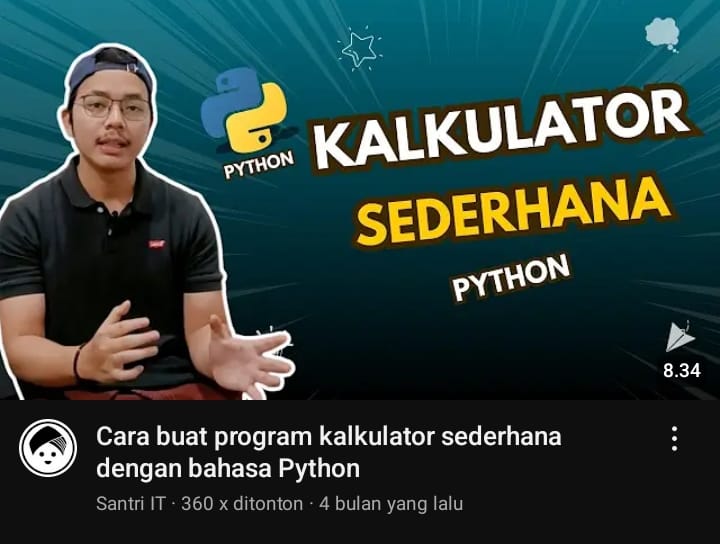 KALKULATOR
SEDERHANA
PYTHON
PYTHON
8.34
Cara buat program kalkulator sederhana
dengan bahasa Python
Santri IT · 360 x ditonton · 4 bulan yang lalu